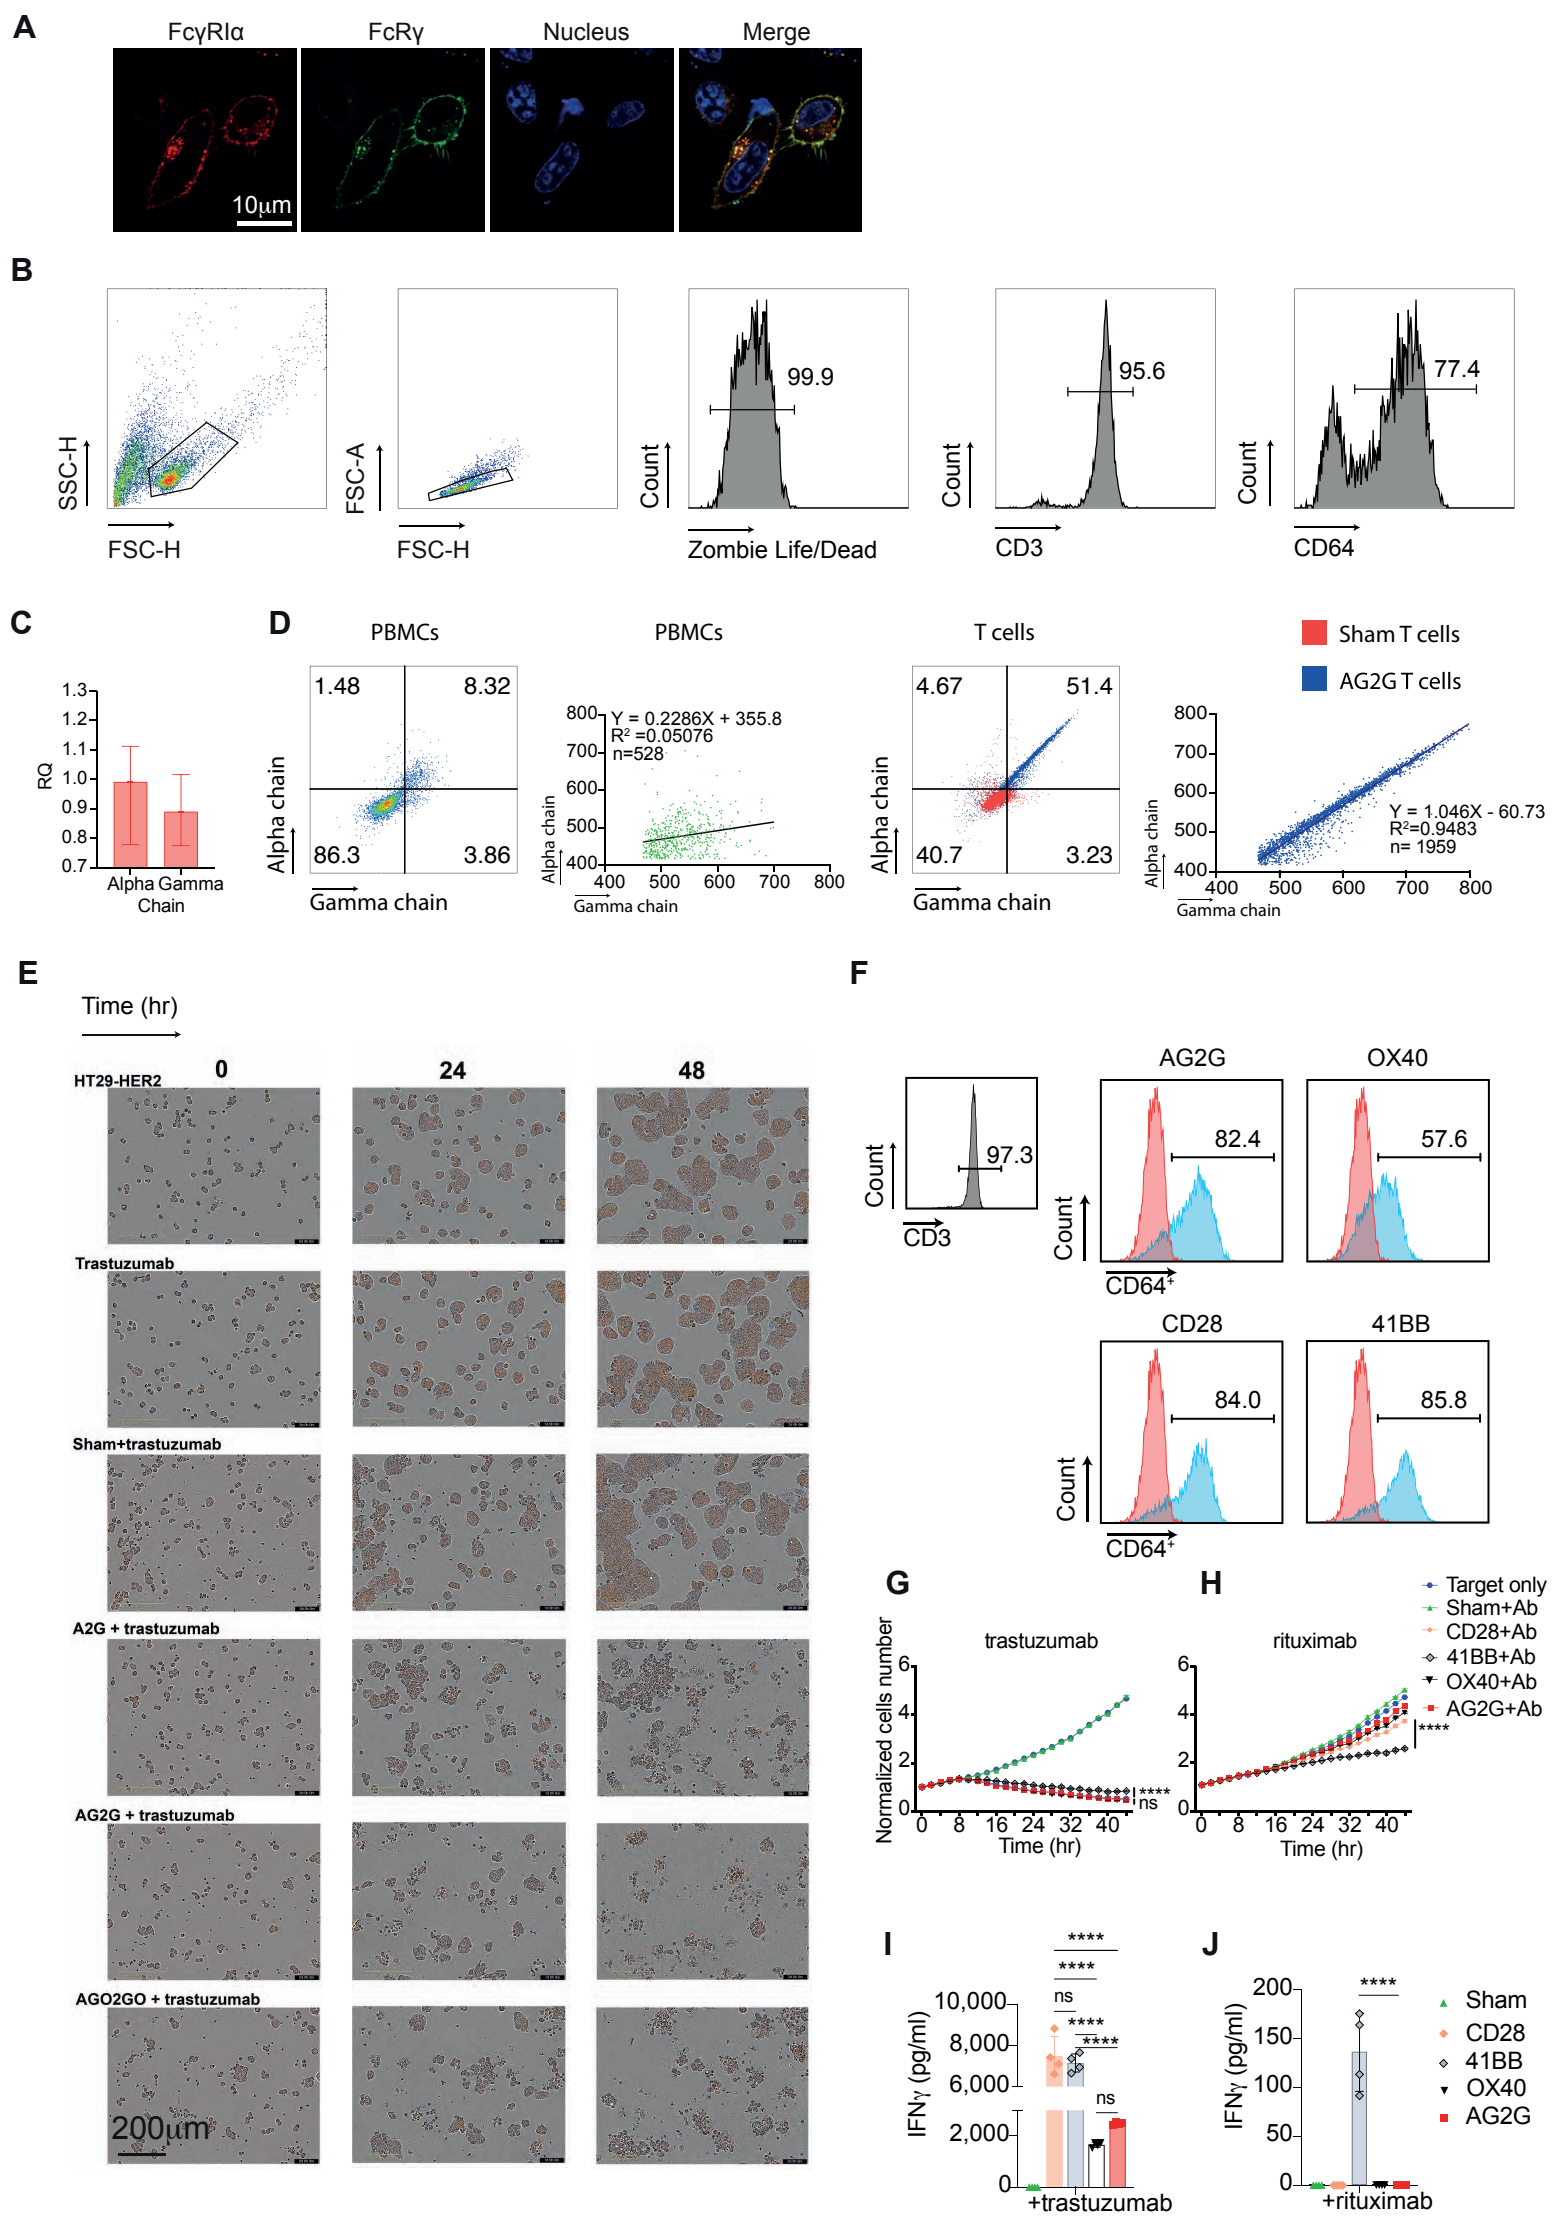 A
FcγRIα FcRγ Nucleus Merge
10μm
B
SSC-H
FSC-H
FSC-A
FSC-H
99.9
Count
Zombie Life/Dead
95.6
Count
CD3
77.4
Count
CD64
C
RQ
1.3
1.2
1.1
1.0
0.9
0.8
0.7
Alpha Gamma
Chain
D
PBMCs
1.48 8.32
86.3 3.86
Alpha chain
Gamma chain
PBMCs
Y = 0.2286X + 355.8
R² =0.05076
n=528
800
700
600
500
400
400 500 600 700 800
Alpha chain
Gamma chain
T cells
4.67 51.4
40.7 3.23
Alpha chain
Gamma chain
Sham T cells
AG2G T cells
800
700
600
500
400
400 500 600 700 800
Y = 1.046X - 60.73
R²=0.9483
n= 1959
Alpha chain
Gamma chain
E
Time (hr)
0 24 48
HT29-HER2
Trastuzumab
Sham+trastuzumab
A2G + trastuzumab
AG2G + trastuzumab
AGO2GO + trastuzumab
200μm
F
97.3
Count
CD3
AG2G OX40
82.4 57.6
Count
CD64⁺
CD28 41BB
84.0 85.8
Count
CD64⁺
G
trastuzumab
Normalized cells number
6
4
2
0
0 8 16 24 32 40
Time (hr)
****
ns
H
rituximab
6
4
2
0
0 8 16 24 32 40
Time (hr)
****
Target only
Sham+Ab
CD28+Ab
41BB+Ab
OX40+Ab
AG2G+Ab
I
****
****
ns
****
****
ns
IFNγ (pg/ml)
10,000
8,000
6,000
2,000
0
+trastuzumab
J
****
IFNγ (pg/ml)
200
150
100
50
0
+rituximab
Sham
CD28
41BB
OX40
AG2G